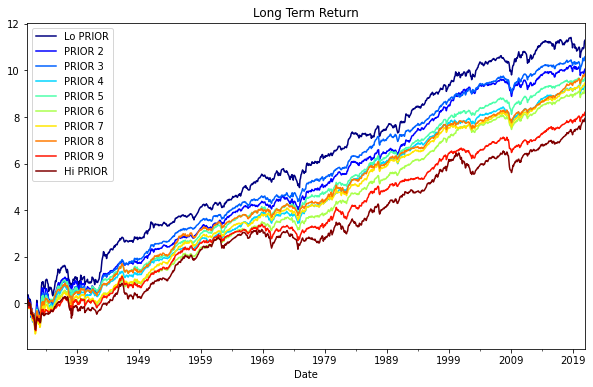 Long Term Return
12
10
8
6
4
2
0
Lo PRIOR
PRIOR 2
PRIOR 3
PRIOR 4
PRIOR 5
PRIOR 6
PRIOR 7
PRIOR 8
PRIOR 9
Hi PRIOR
1939 1949 1959 1969 1979 1989 1999 2009 2019
Date